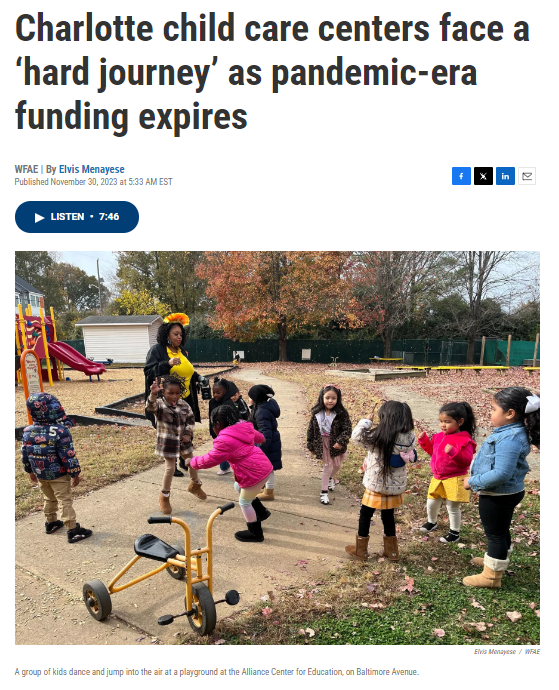 Charlotte child care centers face a
‘hard journey’ as pandemic-era
funding expires
WFAE | By Elvis Menayese
Published November 30, 2023 at 5:33 AM EST
LISTEN • 7:46
Elvis Menayese / WFAE
A group of kids dance and jump into the air at a playground at the Alliance Center for Education, on Baltimore Avenue.